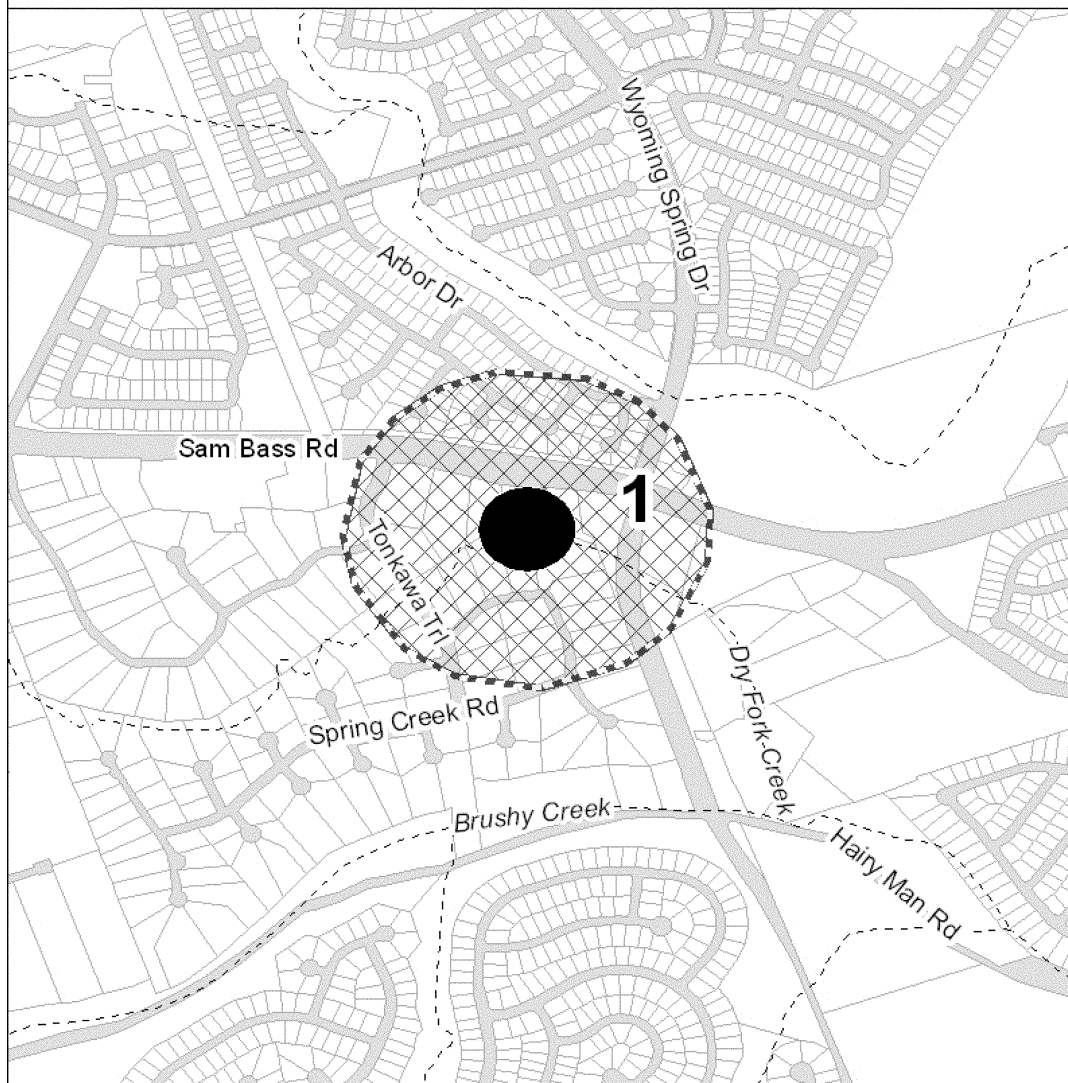 Wyoming Spring Dr
Arbor Dr
Sam Bass Rd
1
Tonkawa Trl
Dry Fork Creek
Spring Creek Rd
Brushy Creek
Hairy Man Rd